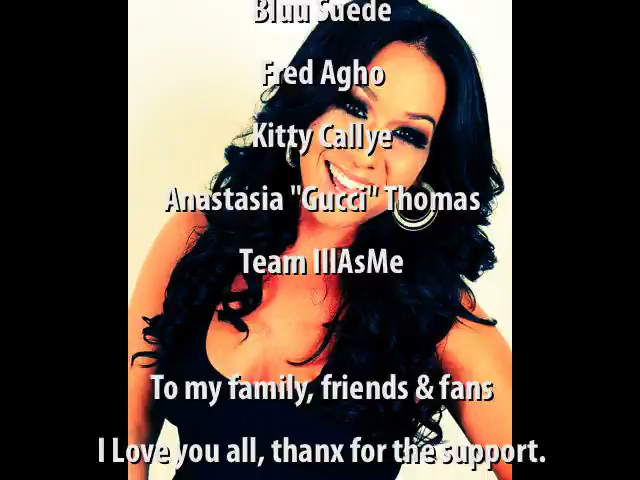 Bluu Suede
Fred Agho
Kitty Callye
Anastasia "Gucci" Thomas
Team IllAsMe
To my family, friends & fans
I Love you all, thanx for the support.